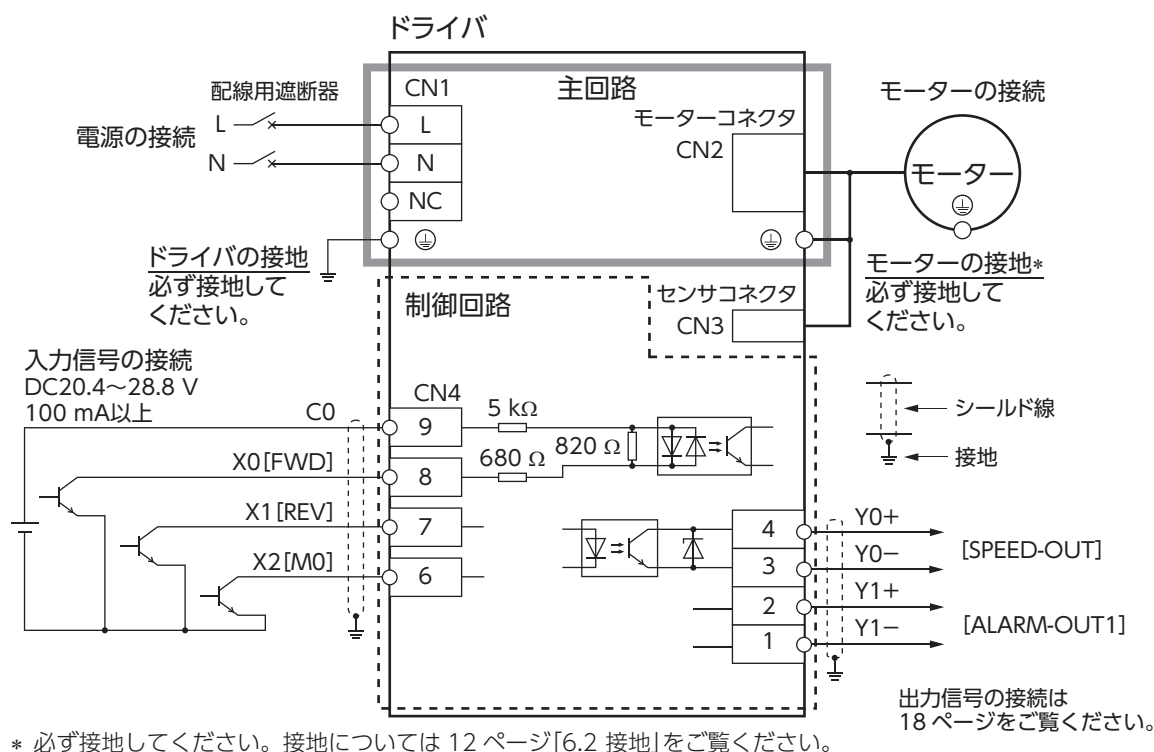 ドライバ
配線用遮断器
CN1
主回路
モーターの接続
電源の接続
L
L
モーターコネクタ
CN2
N
N
モーター
NC
ドライバの接地
必ず接地して
ください。
モーターの接地*
必ず接地して
ください。
制御回路
センサコネクタ
CN3
入力信号の接続
DC20.4～28.8 V
100 mA以上
C0
CN4
9
5 kΩ
820 Ω
シールド線
接地
X0[FWD]
8
680 Ω
X1[REV]
7
X2[M0]
6
4
Y0+
3
Y0−
[SPEED-OUT]
2
Y1+
1
Y1−
[ALARM-OUT1]
出力信号の接続は
18 ページをご覧ください。
* 必ず接地してください。接地については 12 ページ「6.2 接地」をご覧ください。